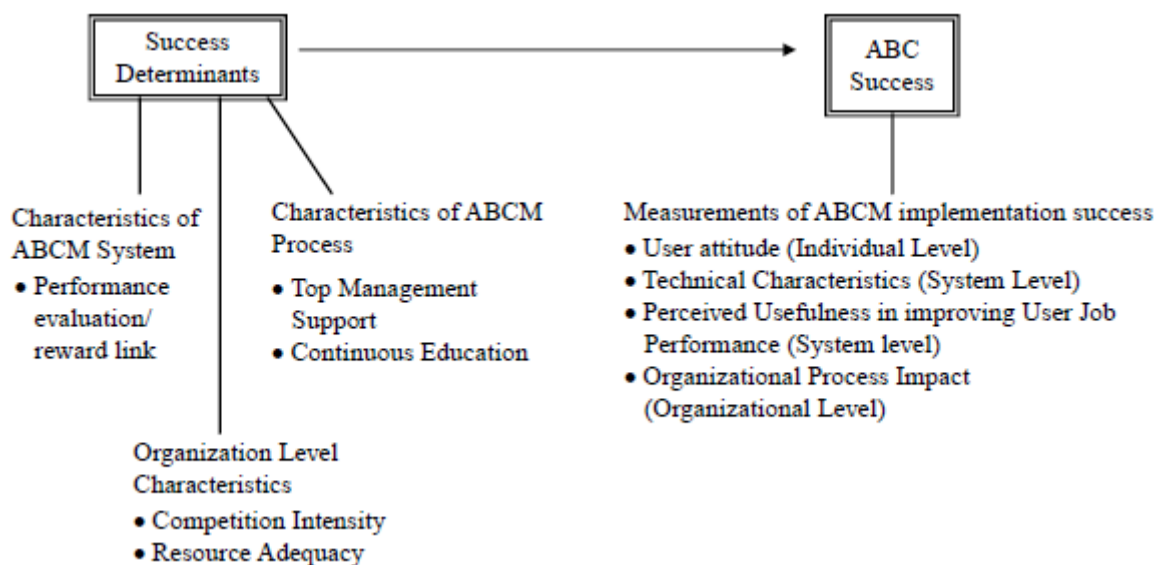 Success
Determinants
ABC
Success
Characteristics of
ABCM System
• Performance
evaluation/
reward link
Characteristics of ABCM
Process
• Top Management
Support
• Continuous Education
Organization Level
Characteristics
• Competition Intensity
• Resource Adequacy
Measurements of ABCM implementation success
• User attitude (Individual Level)
• Technical Characteristics (System Level)
• Perceived Usefulness in improving User Job
Performance (System level)
• Organizational Process Impact
(Organizational Level)